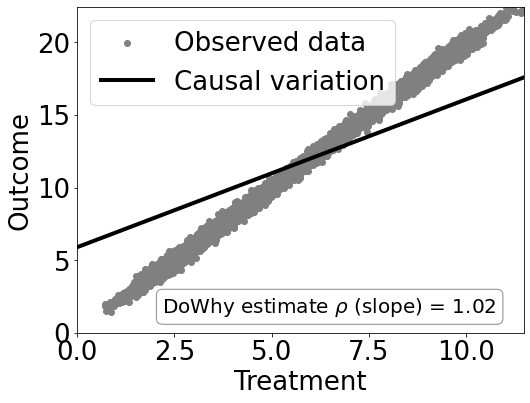 Observed data
Causal variation
20
15
10
5
0
Outcome
DoWhy estimate ρ (slope) = 1.02
0.0 2.5 5.0 7.5 10.0
Treatment